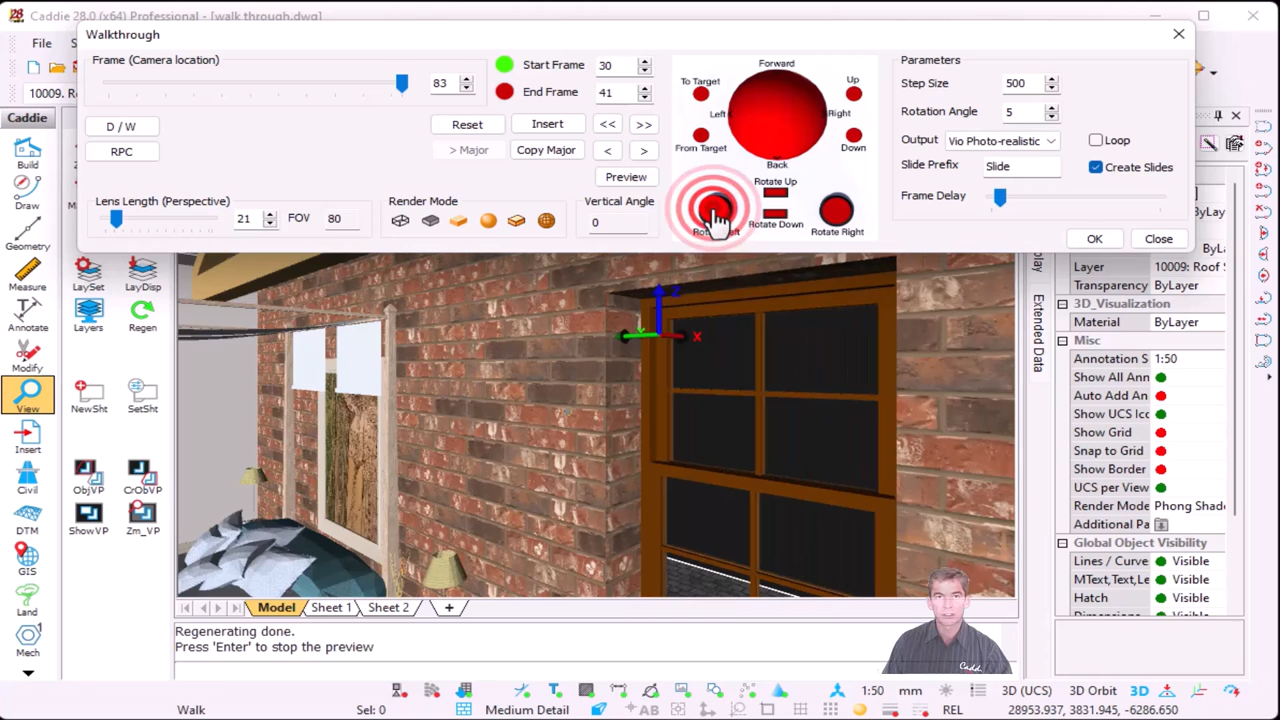 28 Caddie 28.0 (x64) Professional - [walk through.dwg]
File
Walkthrough
Frame (Camera location)
83
D / W
RPC
Reset
Insert
<<
>>
> Major
Copy Major
<
>
Preview
Start Frame 30
End Frame 41
Lens Length (Perspective)
21 FOV 80
Render Mode
Vertical Angle
0
Forward
To Target
Up
Left
Right
From Target
Down
Back
Rotate Up
Rotate Down
Rotate Right
Parameters
Step Size 500
Rotation Angle 5
Output Vio Photo-realistic
Loop
Slide Prefix Slide
Create Slides
Frame Delay
OK
Close
Caddie
Build
Draw
Geometry
Measure
Annotate
Modify
View
Insert
Civil
DTM
GIS
Land
Mech
LaySet
LayDisp
Layers
Regen
NewSht
SetSht
ObjVP
CrObVP
ShowVP
Zm_VP
Z
X
Extended Data
Layer 10009: Roof
Transparency ByLayer
3D_Visualization
Material ByLayer
Misc
Annotation S 1:50
Show All Ann
Auto Add An
Show UCS Ic
Show Grid
Snap to Grid
Show Border
UCS per View
Render Mode Phong Shade
Additional Pa
Global Object Visibility
Lines / Curve Visible
MText,Text,Le Visible
Hatch Visible
Model
Sheet 1
Sheet 2
+
Regenerating done.
Press 'Enter' to stop the preview
Cadd.
1:50 mm
3D (UCS)
3D Orbit
3D
Walk
Sel: 0
Medium Detail
AB
REL
28953.937, 3831.945, -6286.650